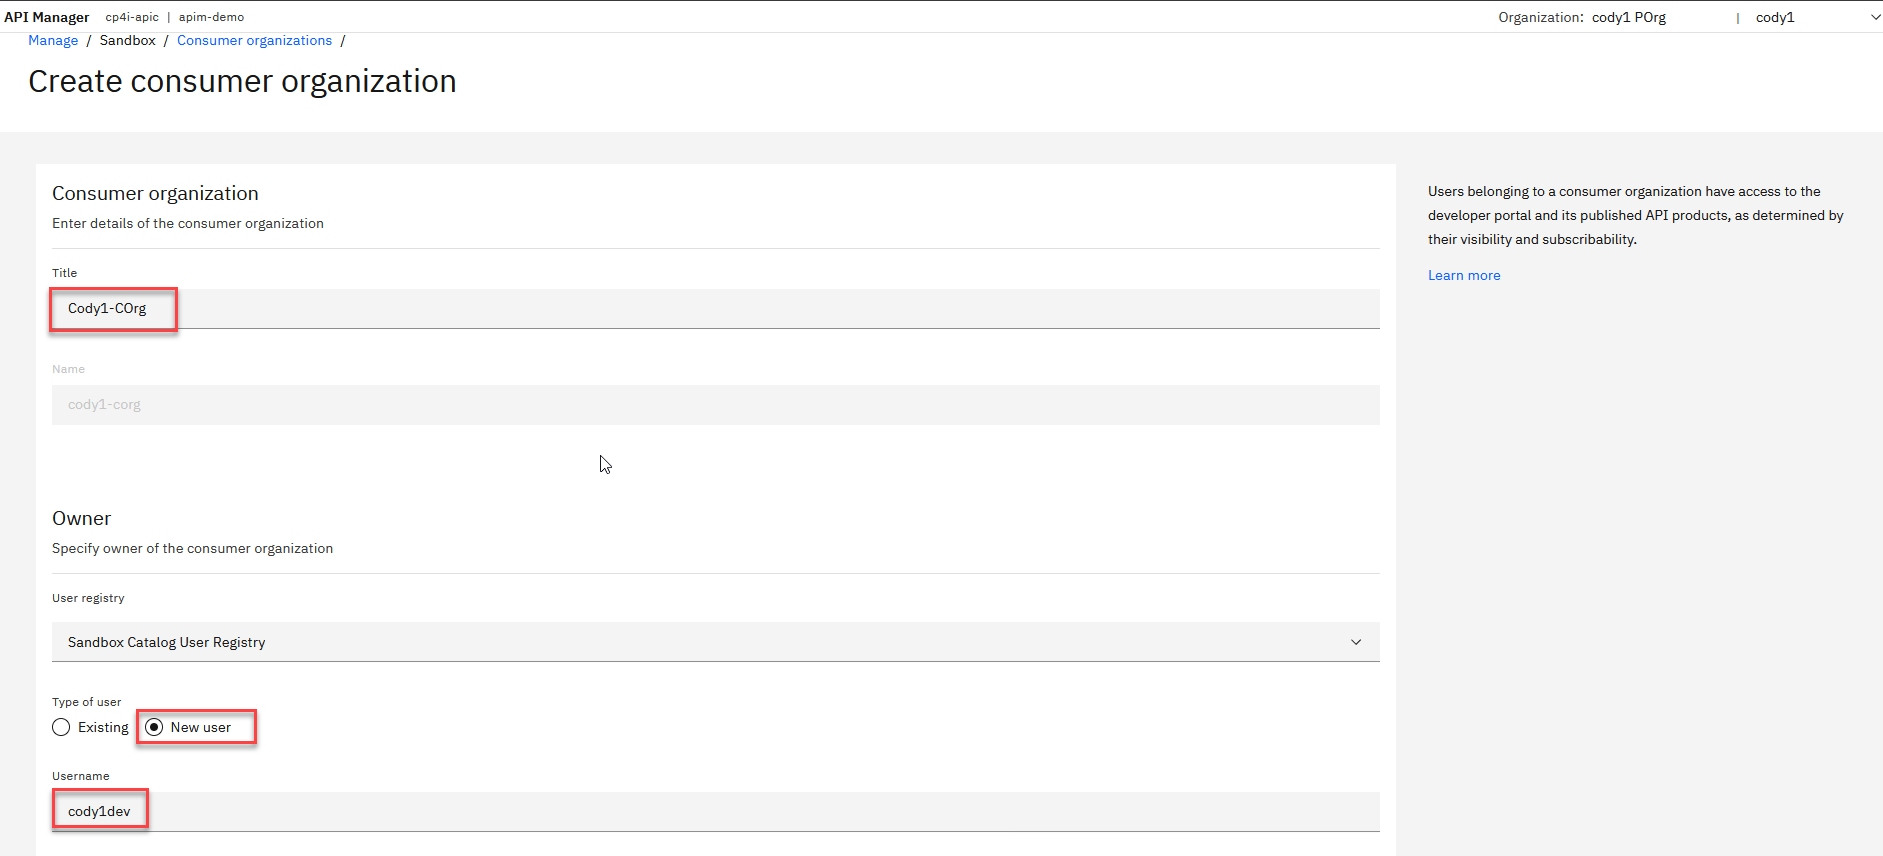 API Manager cp4i-apic | apim-demo Organization: cody1 POrg | cody1
Manage / Sandbox / Consumer organizations /
Create consumer organization
Consumer organization
Enter details of the consumer organization
Title
Cody1-COrg
Name
cody1-corg
Owner
Specify owner of the consumer organization
User registry
Sandbox Catalog User Registry
Type of user
Existing New user
Username
cody1dev
Users belonging to a consumer organization have access to the
developer portal and its published API products, as determined by
their visibility and subscribability.
Learn more